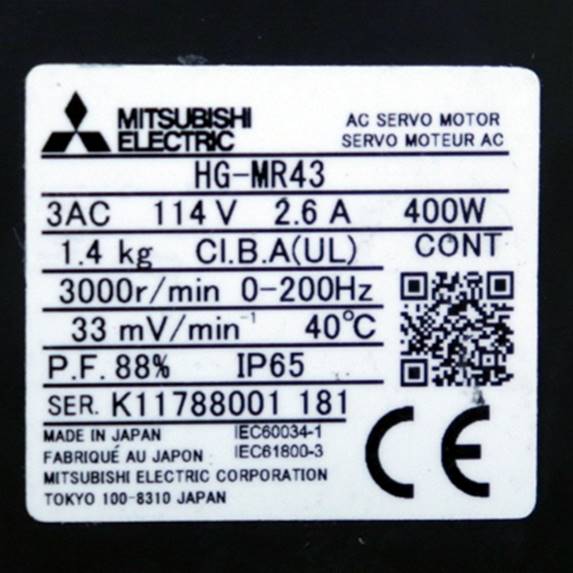 MITSUBISHI ELECTRIC
AC SERVO MOTOR
SERVO MOTEUR AC
HG-MR43
3AC 114 V 2.6 A 400W
1.4 kg CI.B.A(UL) CONT
3000r/min 0-200Hz
33 mV/min⁻¹ 40℃
P.F. 88% IP65
SER. K11788001 181
MADE IN JAPAN IEC60034-1
FABRIQUÉ AU JAPON IEC61800-3
MITSUBISHI ELECTRIC CORPORATION
TOKYO 100-8310 JAPAN
CE